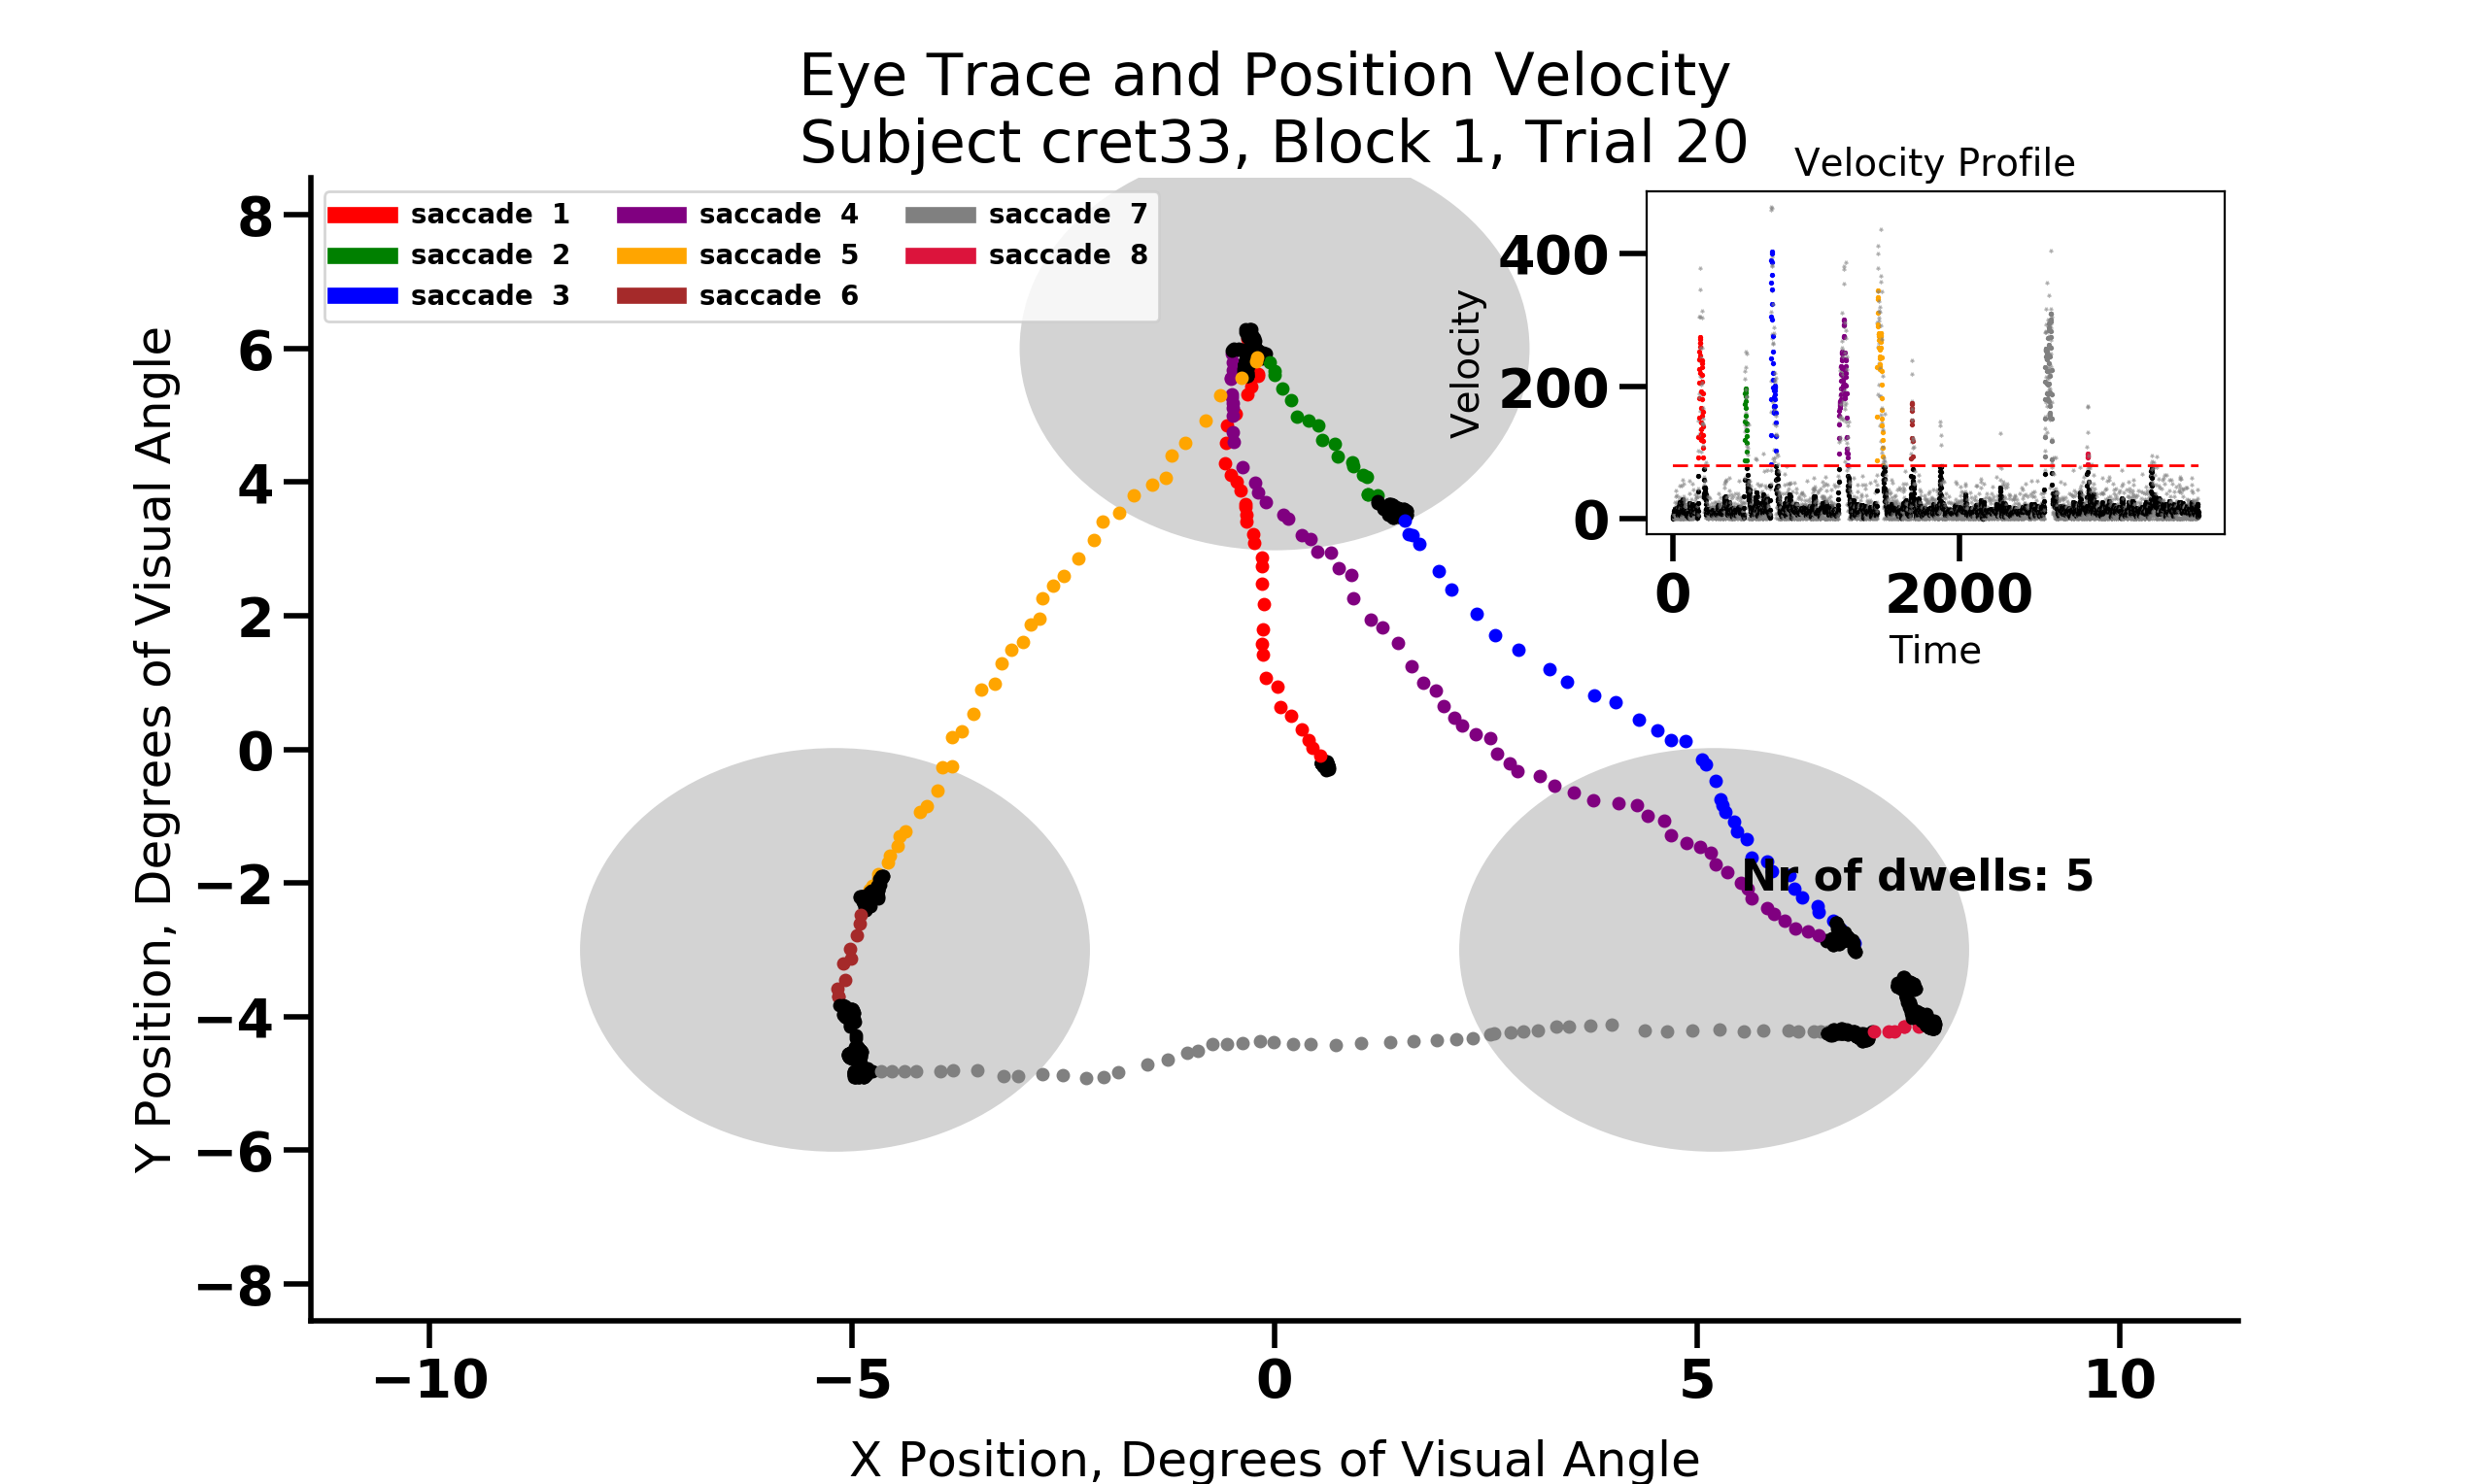 Eye Trace and Position Velocity
Subject cret33, Block 1, Trial 20
saccade 1
saccade 2
saccade 3
saccade 4
saccade 5
saccade 6
saccade 7
saccade 8
Velocity Profile
Velocity
400
200
0
0 2000
Time
Y Position, Degrees of Visual Angle
8
6
4
2
0
−2
−4
−6
−8
Nr of dwells: 5
−10 −5 0 5 10
X Position, Degrees of Visual Angle